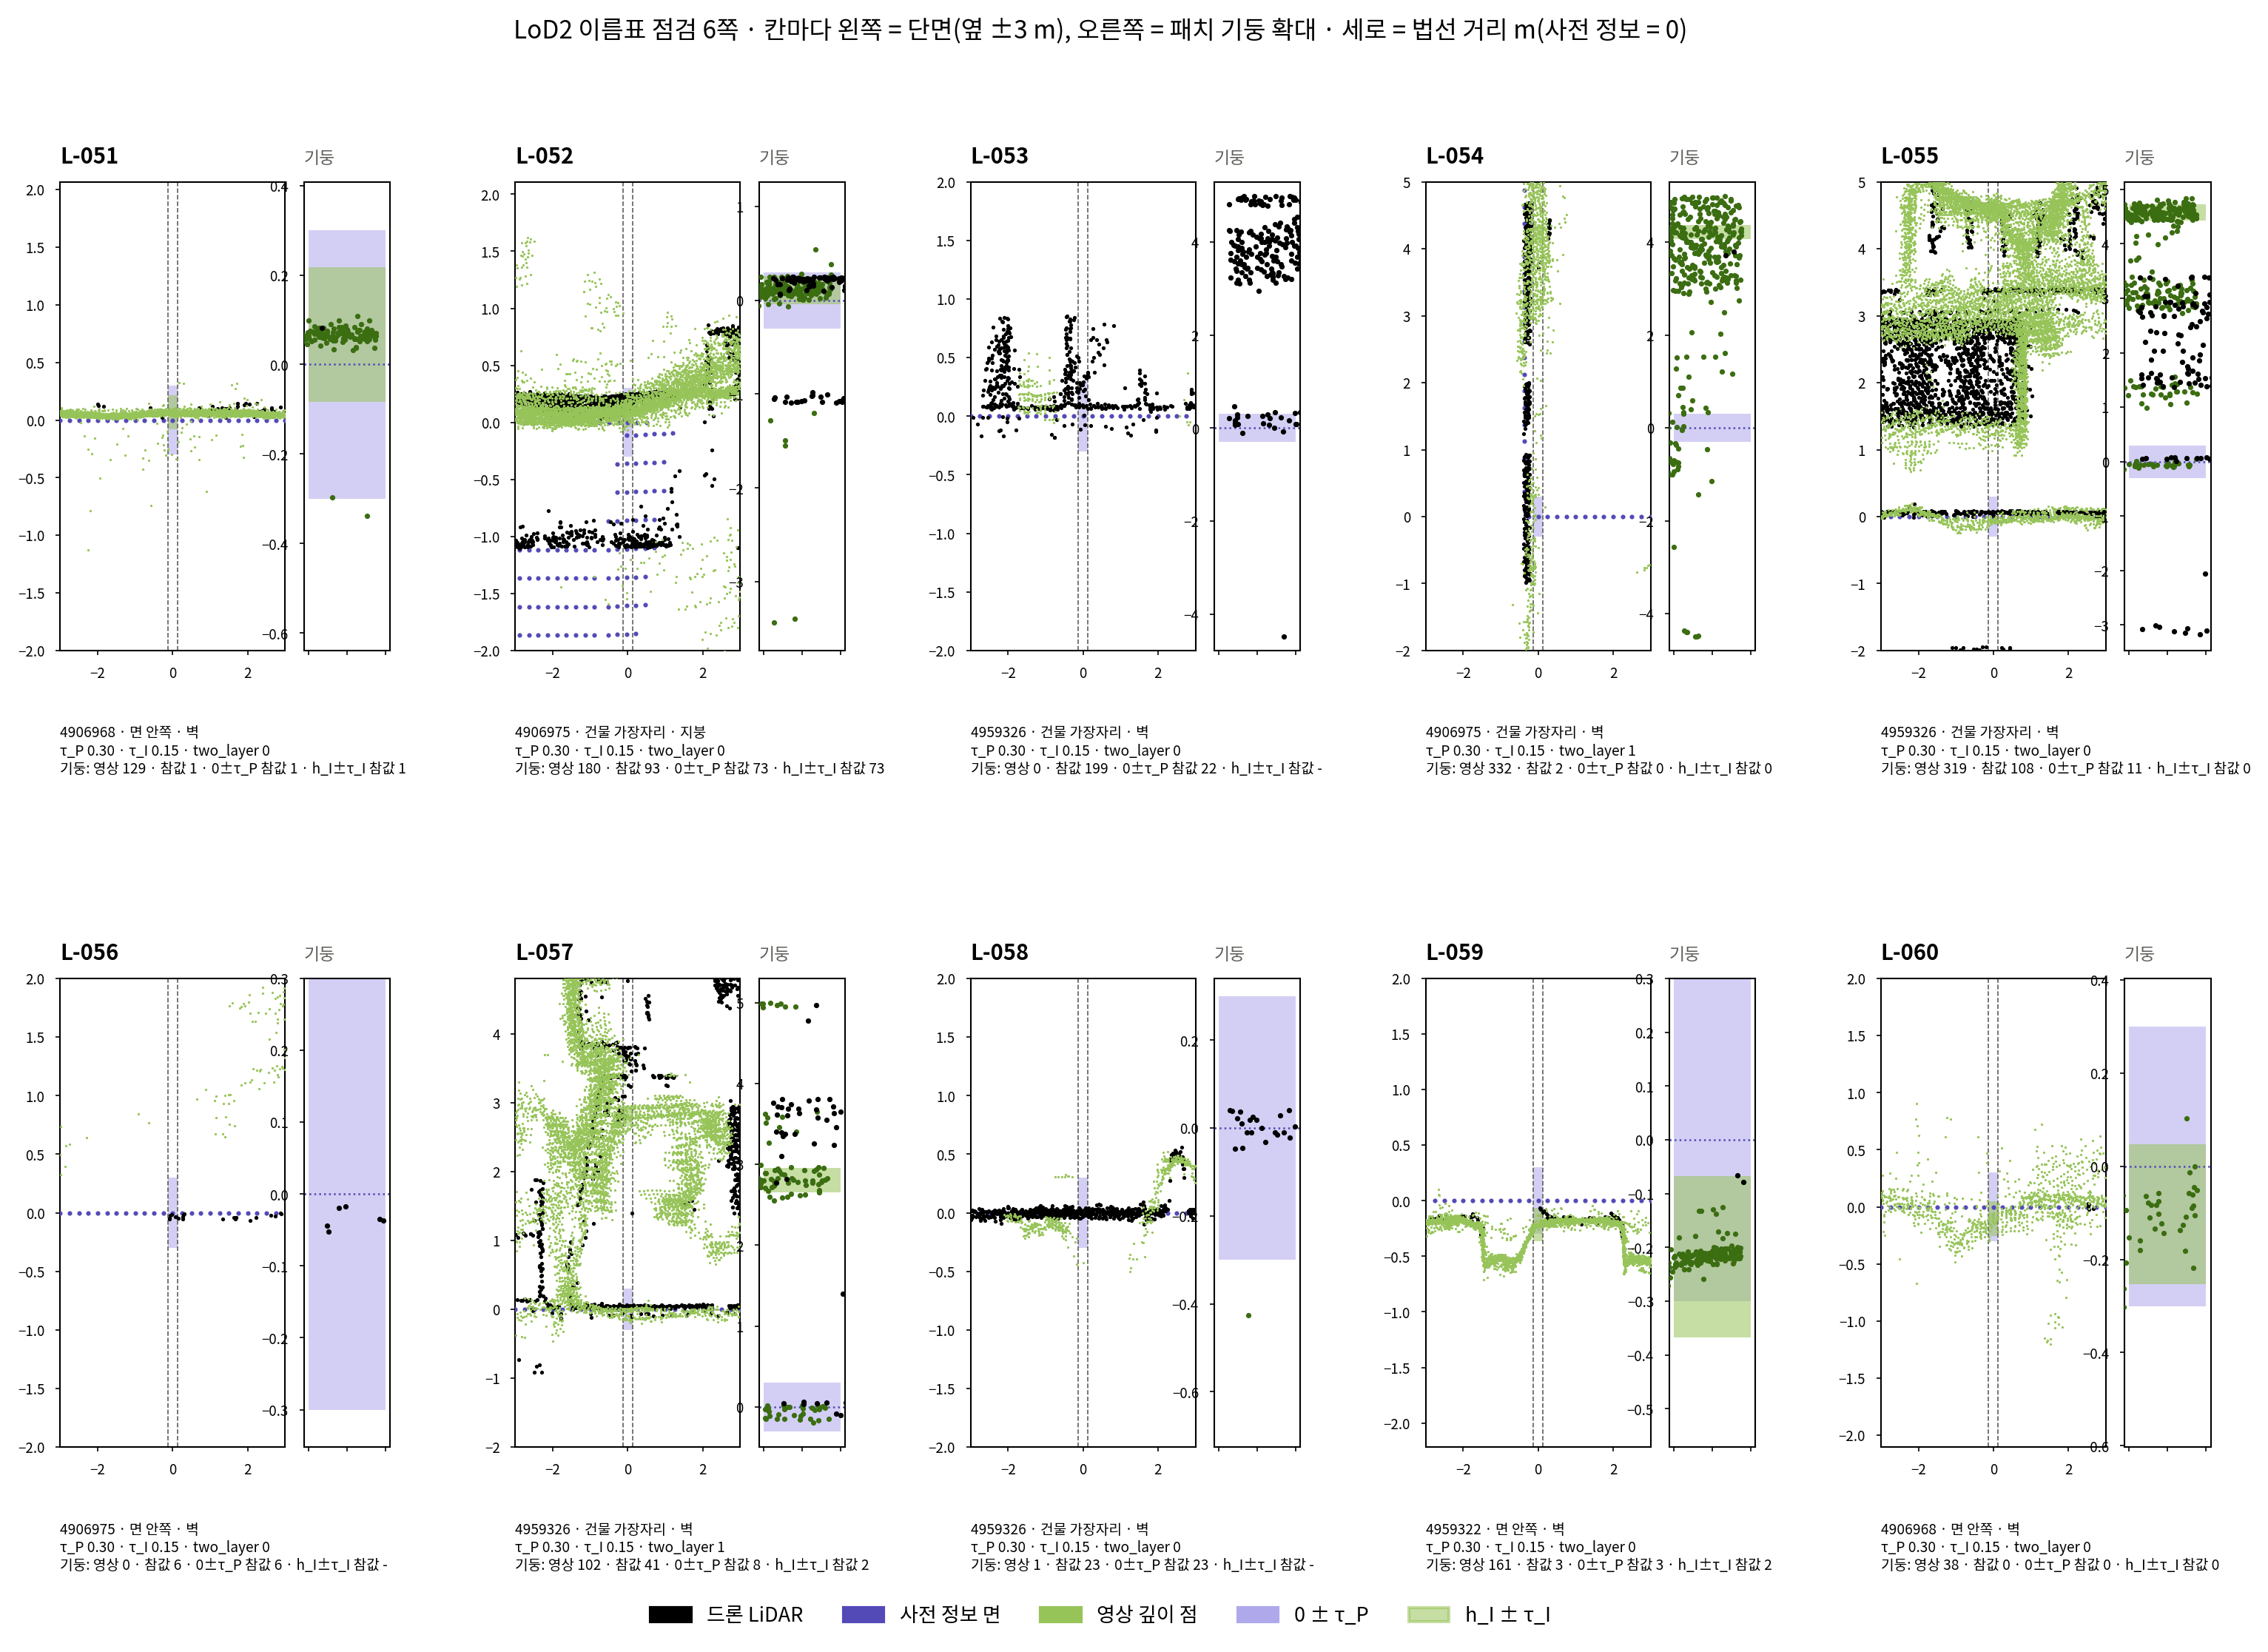 LoD2 이름표 점검 6쪽 · 칸마다 왼쪽 = 단면(옆 ±3 m), 오른쪽 = 패치 기둥 확대 · 세로 = 법선 거리 m(사전 정보 = 0)
L-051 기둥
L-052 기둥
L-053 기둥
L-054 기둥
L-055 기둥
4906968 · 면 안쪽 · 벽
τ_P 0.30 · τ_I 0.15 · two_layer 0
기둥: 영상 129 · 참값 1 · 0±τ_P 참값 1 · h_I±τ_I 참값 1
4906975 · 건물 가장자리 · 지붕
τ_P 0.30 · τ_I 0.15 · two_layer 0
기둥: 영상 180 · 참값 93 · 0±τ_P 참값 73 · h_I±τ_I 참값 73
4959326 · 건물 가장자리 · 벽
τ_P 0.30 · τ_I 0.15 · two_layer 0
기둥: 영상 0 · 참값 199 · 0±τ_P 참값 22 · h_I±τ_I 참값 -
4906975 · 건물 가장자리 · 벽
τ_P 0.30 · τ_I 0.15 · two_layer 1
기둥: 영상 332 · 참값 2 · 0±τ_P 참값 0 · h_I±τ_I 참값 0
4959326 · 건물 가장자리 · 벽
τ_P 0.30 · τ_I 0.15 · two_layer 0
기둥: 영상 319 · 참값 108 · 0±τ_P 참값 11 · h_I±τ_I 참값 0
L-056 기둥
L-057 기둥
L-058 기둥
L-059 기둥
L-060 기둥
4906975 · 면 안쪽 · 벽
τ_P 0.30 · τ_I 0.15 · two_layer 0
기둥: 영상 0 · 참값 6 · 0±τ_P 참값 6 · h_I±τ_I 참값 -
4959326 · 건물 가장자리 · 벽
τ_P 0.30 · τ_I 0.15 · two_layer 1
기둥: 영상 102 · 참값 41 · 0±τ_P 참값 8 · h_I±τ_I 참값 2
4959326 · 건물 가장자리 · 벽
τ_P 0.30 · τ_I 0.15 · two_layer 0
기둥: 영상 1 · 참값 23 · 0±τ_P 참값 23 · h_I±τ_I 참값 -
4959322 · 면 안쪽 · 벽
τ_P 0.30 · τ_I 0.15 · two_layer 0
기둥: 영상 161 · 참값 3 · 0±τ_P 참값 3 · h_I±τ_I 참값 2
4906968 · 면 안쪽 · 벽
τ_P 0.30 · τ_I 0.15 · two_layer 0
기둥: 영상 38 · 참값 0 · 0±τ_P 참값 0 · h_I±τ_I 참값 0
드론 LiDAR
사전 정보 면
영상 깊이 점
0 ± τ_P
h_I ± τ_I